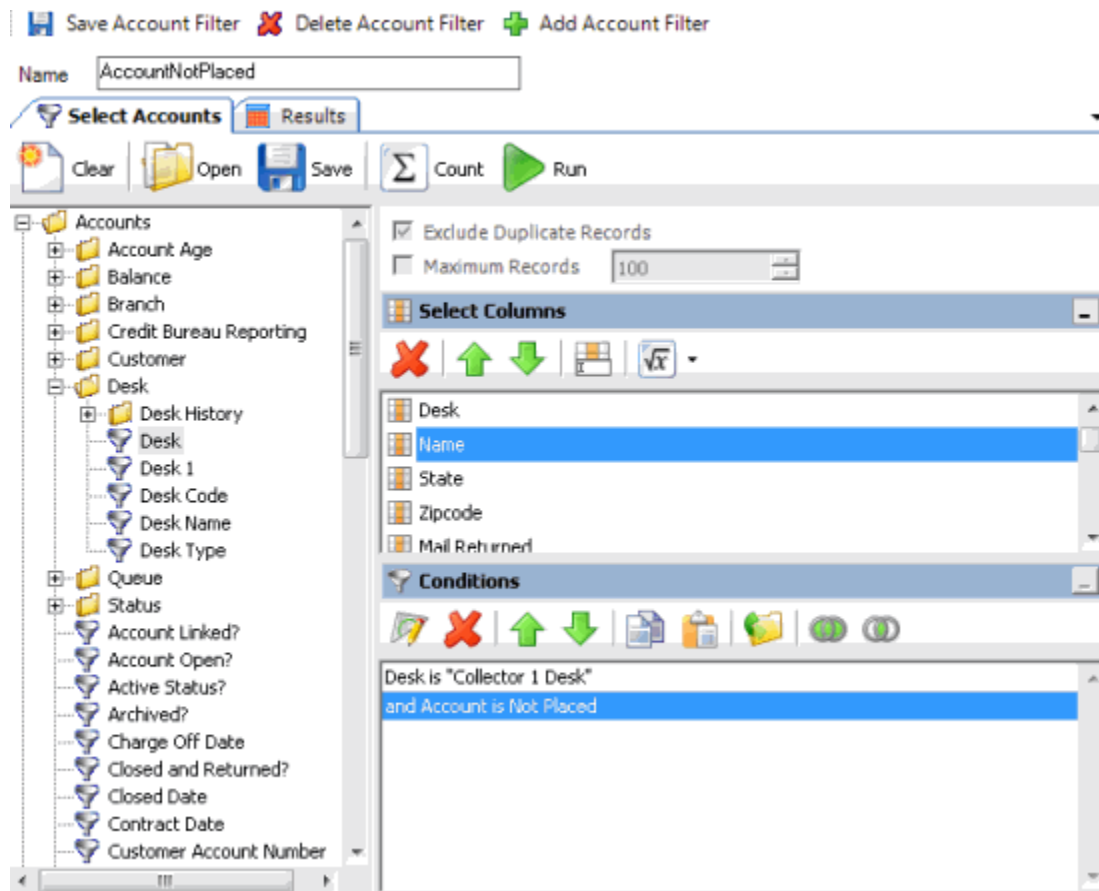 Save Account Filter Delete Account Filter Add Account Filter
Name AccountNotPlaced
Select Accounts Results
Clear Open Save Σ Count Run
Accounts
Account Age
Balance
Branch
Credit Bureau Reporting
Customer
Desk
Desk History
Desk
Desk 1
Desk Code
Desk Name
Desk Type
Queue
Status
Account Linked?
Account Open?
Active Status?
Archived?
Charge Off Date
Closed and Returned?
Closed Date
Contract Date
Customer Account Number
Exclude Duplicate Records
Maximum Records 100
Select Columns
√x
Desk
Name
State
Zipcode
Mail Returned
Conditions
Desk is "Collector 1 Desk"
and Account is Not Placed